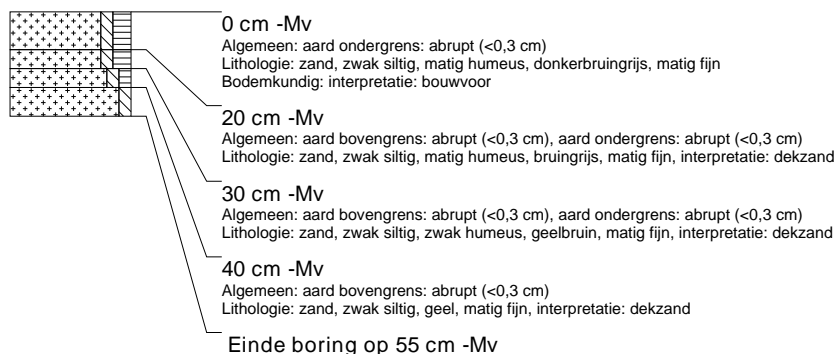 0 cm -Mv
Algemeen: aard ondergrens: abrupt (<0,3 cm)
Lithologie: zand, zwak siltig, matig humeus, donkerbruingrijs, matig fijn
Bodemkundig: interpretatie: bouwvoor
20 cm -Mv
Algemeen: aard bovengrens: abrupt (<0,3 cm), aard ondergrens: abrupt (<0,3 cm)
Lithologie: zand, zwak siltig, matig humeus, bruingrijs, matig fijn, interpretatie: dekzand
30 cm -Mv
Algemeen: aard bovengrens: abrupt (<0,3 cm), aard ondergrens: abrupt (<0,3 cm)
Lithologie: zand, zwak siltig, zwak humeus, geelbruin, matig fijn, interpretatie: dekzand
40 cm -Mv
Algemeen: aard bovengrens: abrupt (<0,3 cm)
Lithologie: zand, zwak siltig, geel, matig fijn, interpretatie: dekzand
Einde boring op 55 cm -Mv